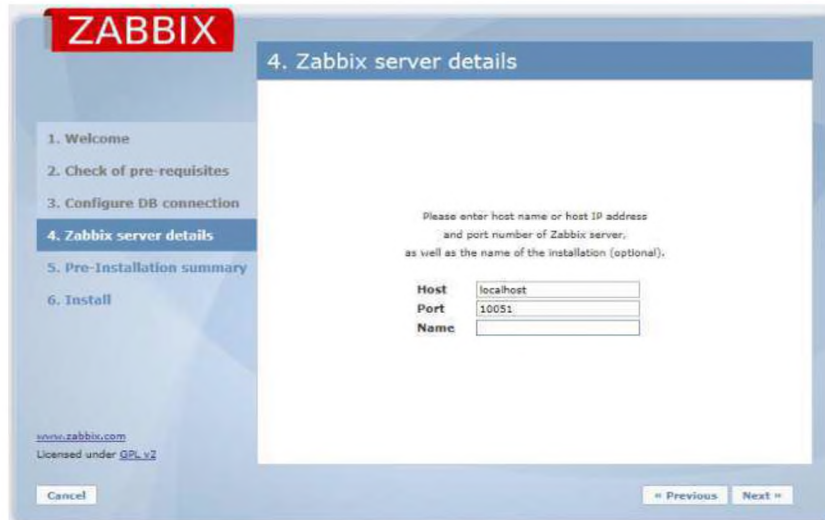 ZABBIX
4. Zabbix server details
1. Welcome
2. Check of pre-requisites
3. Configure DB connection
4. Zabbix server details
5. Pre-Installation summary
6. Install
Please enter host name or host IP address
and port number of Zabbix server,
as well as the name of the installation (optional).
Host localhost
Port 10051
Name
www.zabbix.com
Licensed under GPL v2
Cancel
« Previous Next »